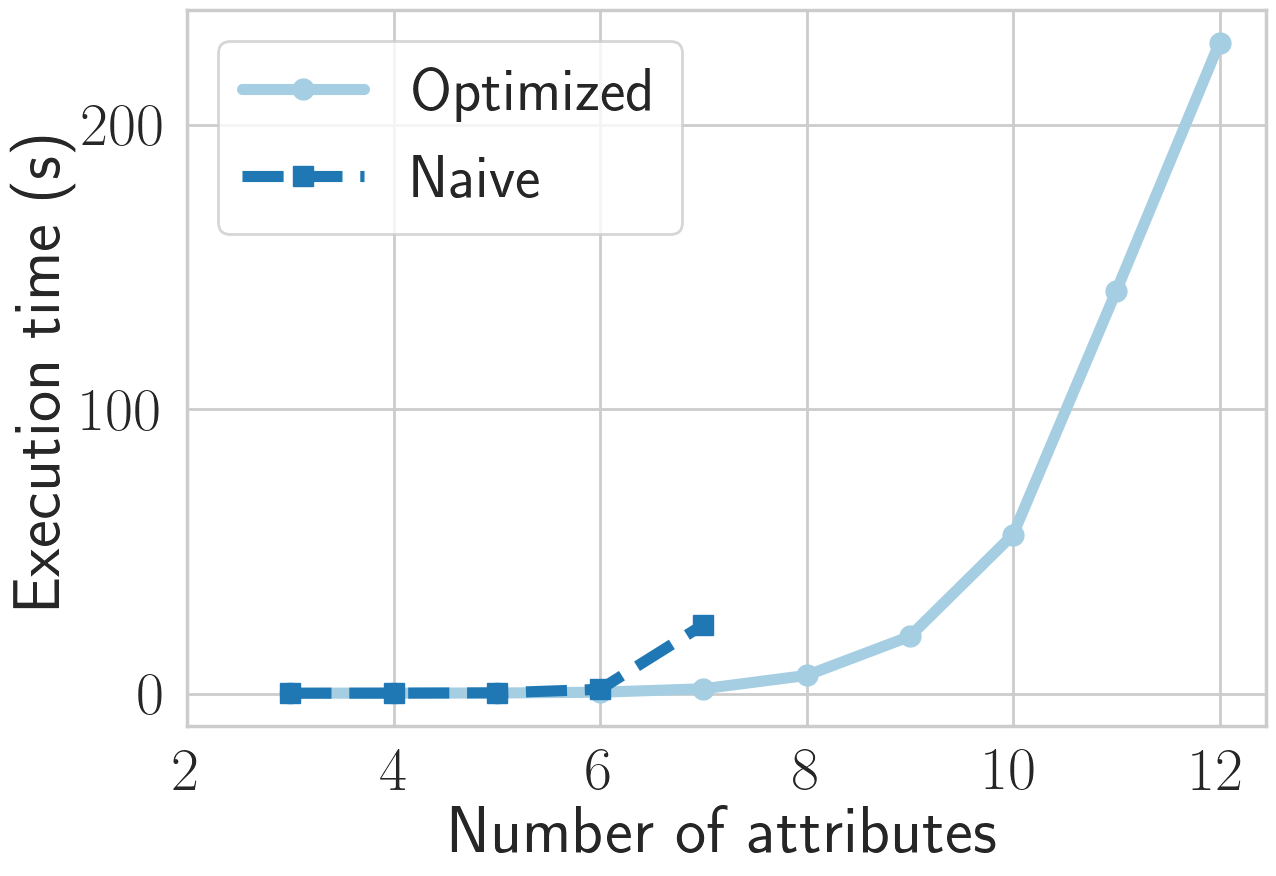 Optimized
Naive
Execution time (s)
200
100
0
2 4 6 8 10 12
Number of attributes